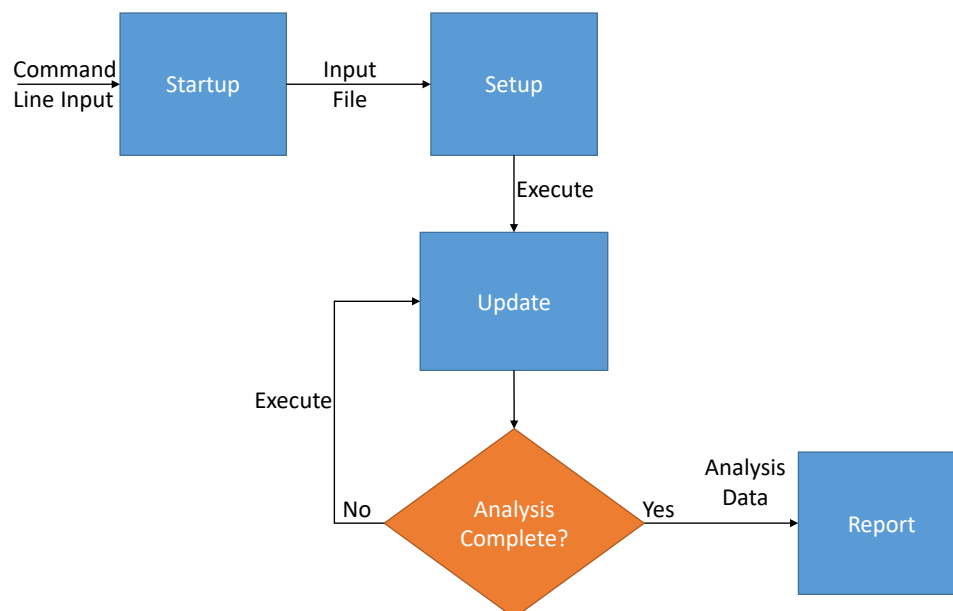 Command
Line Input
Startup
Input
File
Setup
Execute
Update
Execute
No
Analysis
Complete?
Yes
Analysis
Data
Report